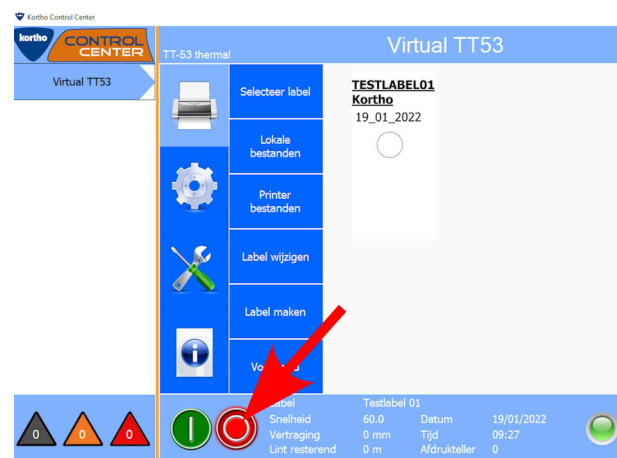 Kortho Control Center
kortho
CONTROL
CENTER
TT-53 thermal
Virtual TT53
Virtual TT53
Selecteer label
Lokale
bestanden
Printer
bestanden
Label wijzigen
Label maken
TESTLABEL01
Kortho
19_01_2022
0
0
0
Label Testlabel 01
Snelheid 60.0 Datum 19/01/2022
Vertraging 0 mm Tijd 09:27
Lint resterend 0 m Afdrukteller 0